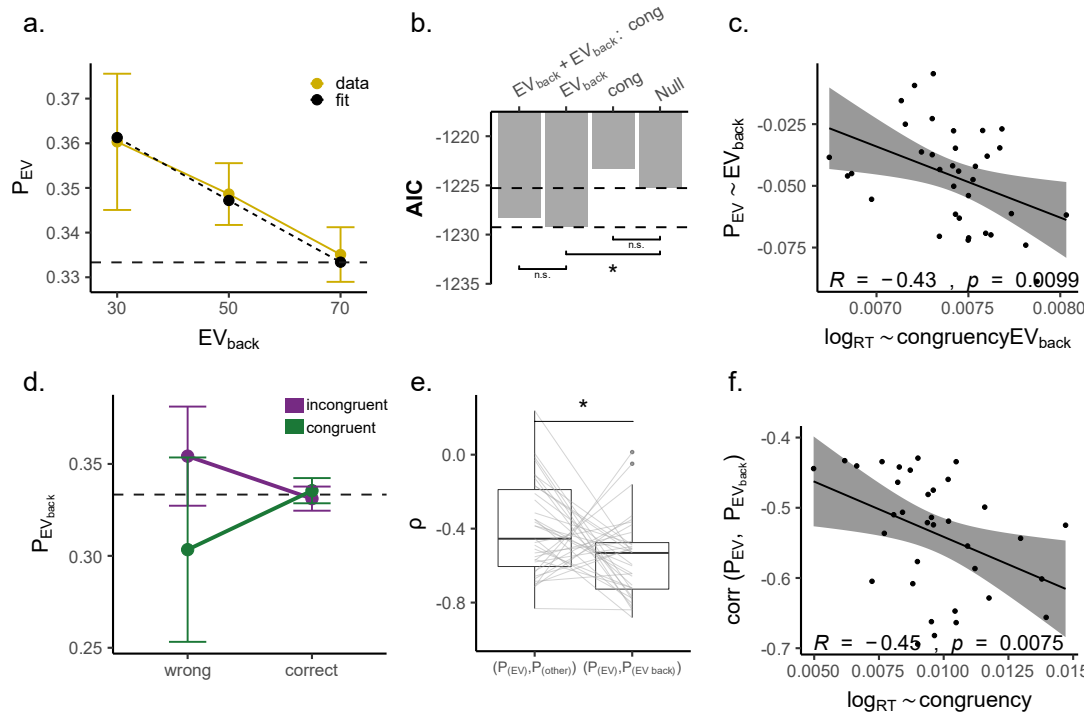 a.
P_EV
0.37
0.36
0.35
0.34
0.33
data
fit
30
50
70
EV_back
b.
EV_back + EV_back : cong
EV_back
cong
Null
AIC
-1220
-1225
-1230
-1235
n.s.
*
n.s.
c.
P_EV ~ EV_back
-0.025
-0.050
-0.075
R = −0.43 , p = 0.0099
0.0070
0.0075
0.0080
log_RT ~ congruencyEV_back
d.
P_EV_back
0.35
0.30
0.25
incongruent
congruent
wrong
correct
e.
*
ρ
0.0
-0.4
-0.8
(P_(EV),P_(other))
(P_(EV),P_(EV back))
f.
corr (P_EV, P_EV_back)
-0.4
-0.5
-0.6
-0.7
R = −0.45 , p = 0.0075
0.0050
0.0075
0.0100
0.0125
0.015
log_RT ~ congruency